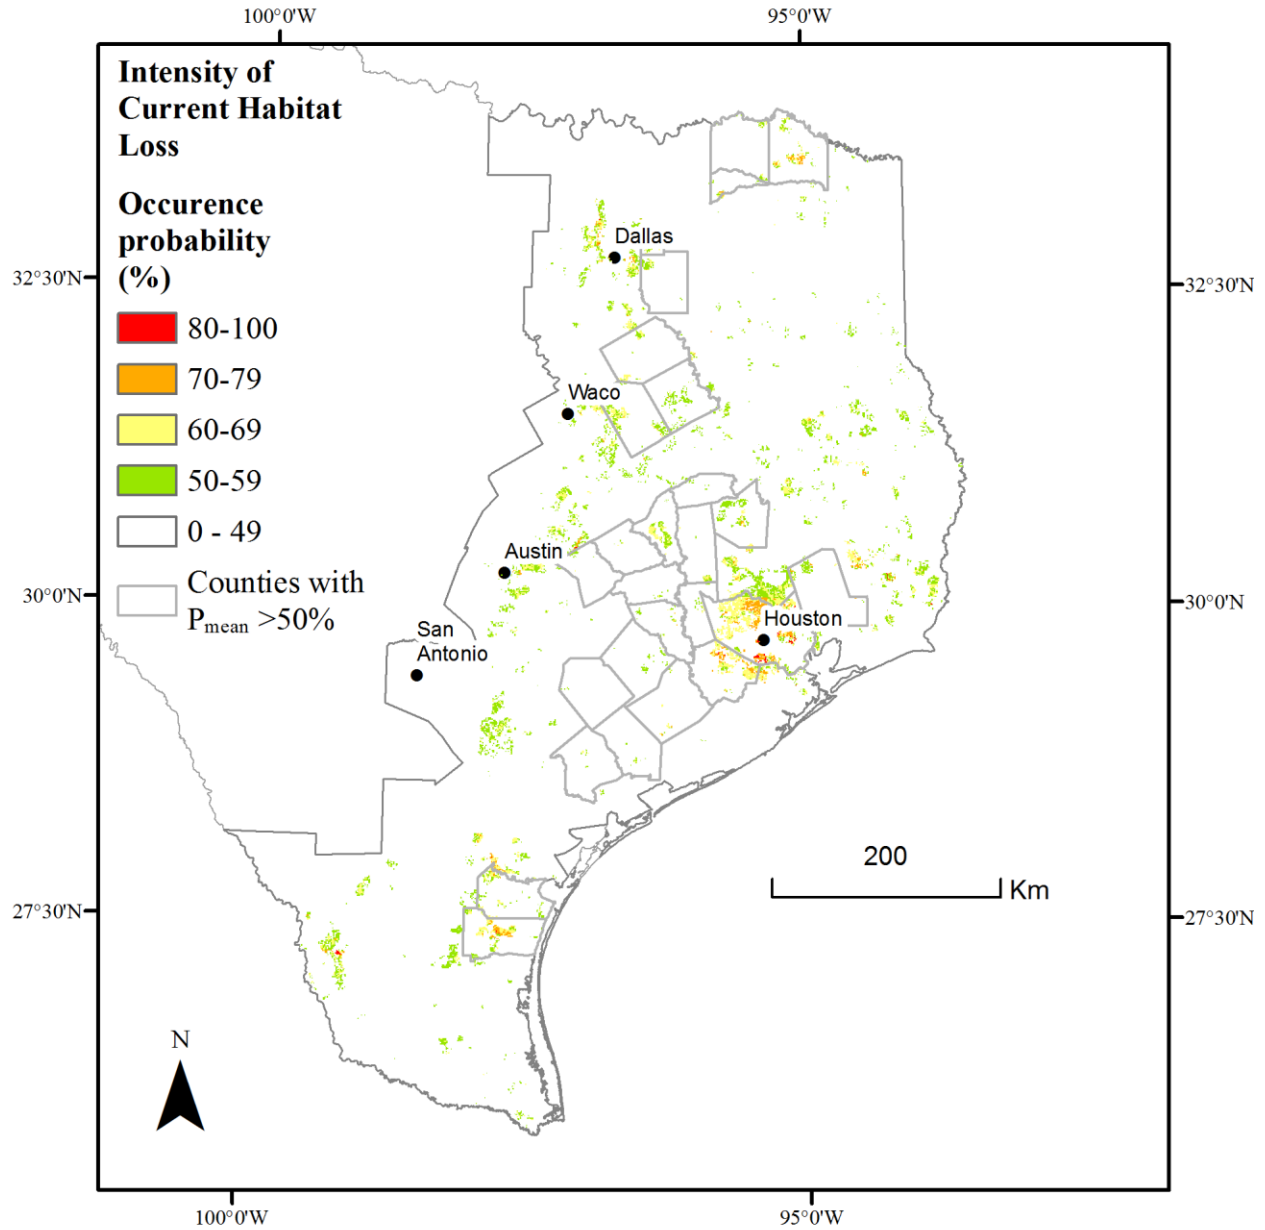 100°0'W
95°0'W
Intensity of
Current Habitat
Loss
Occurence
probability
(%)
80-100
70-79
60-69
50-59
0 - 49
Counties with
Pmean >50%
32°30'N
32°30'N
30°0'N
30°0'N
27°30'N
27°30'N
Dallas
Waco
Austin
San
Antonio
Houston
200
Km
N
100°0'W
95°0'W